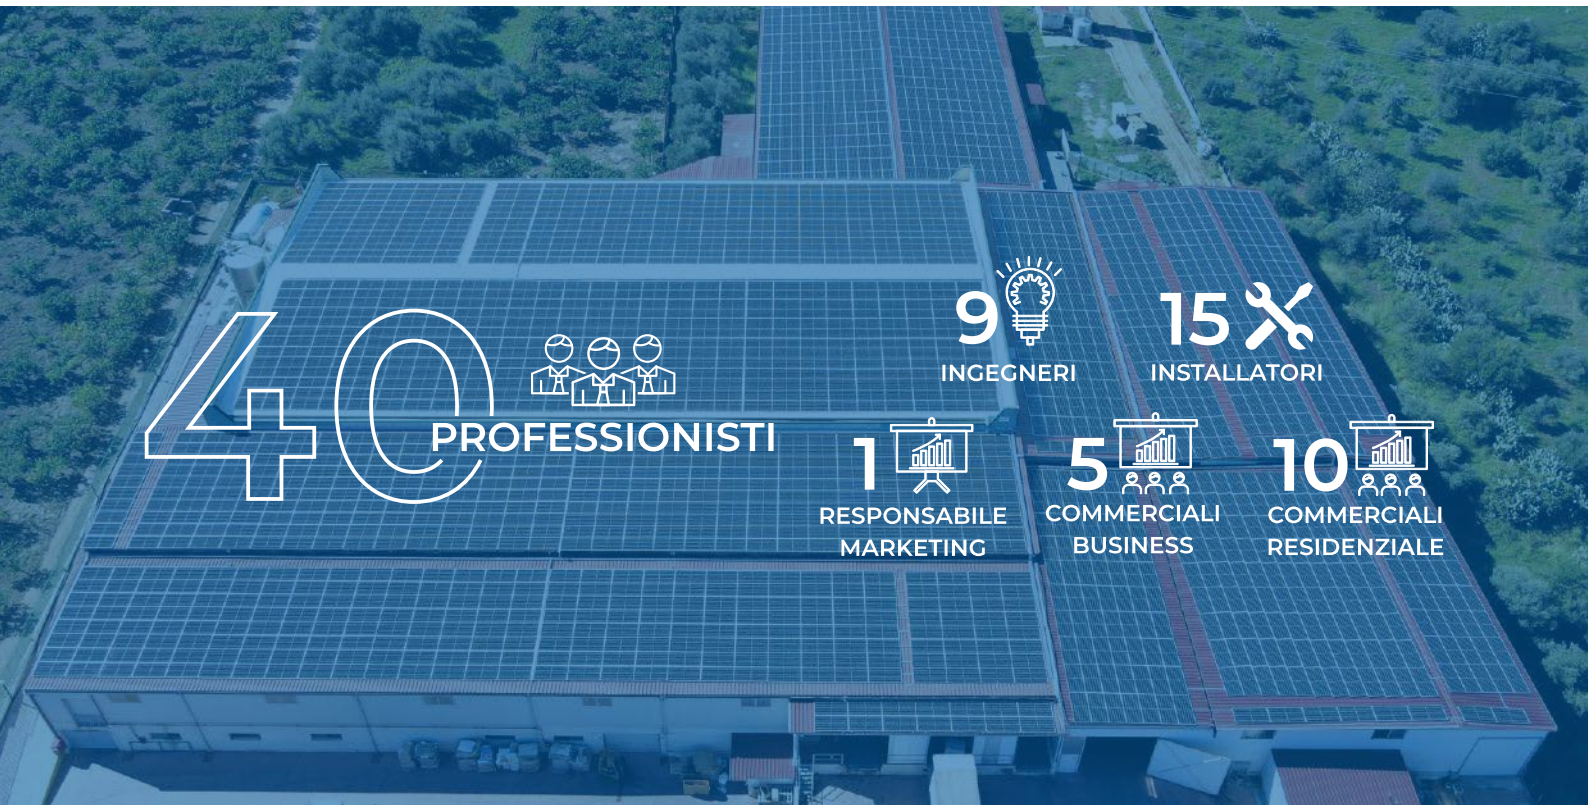 40
PROFESSIONISTI
9
INGEGNERI
15
INSTALLATORI
1
RESPONSABILE
MARKETING
5
COMMERCIALI
BUSINESS
10
COMMERCIALI
RESIDENZIALE